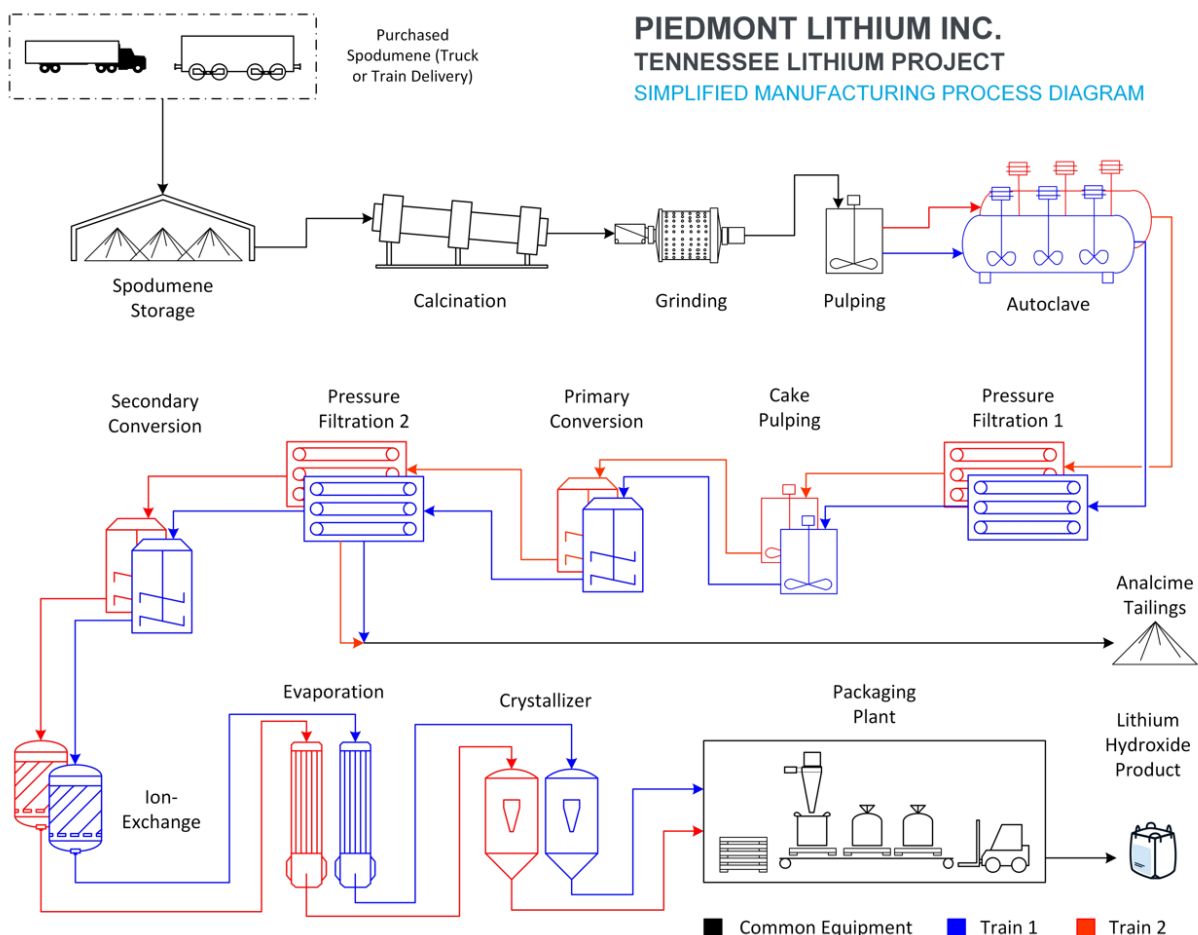 Purchased
Spodumene (Truck
or Train Delivery)
PIEDMONT LITHIUM INC.
TENNESSEE LITHIUM PROJECT
SIMPLIFIED MANUFACTURING PROCESS DIAGRAM
Spodumene
Storage
Calcination
Grinding
Pulping
Autoclave
Secondary
Conversion
Pressure
Filtration 2
Primary
Conversion
Cake
Pulping
Pressure
Filtration 1
Analcime
Tailings
Ion-
Exchange
Evaporation
Crystallizer
Packaging
Plant
Lithium
Hydroxide
Product
Common Equipment
Train 1
Train 2